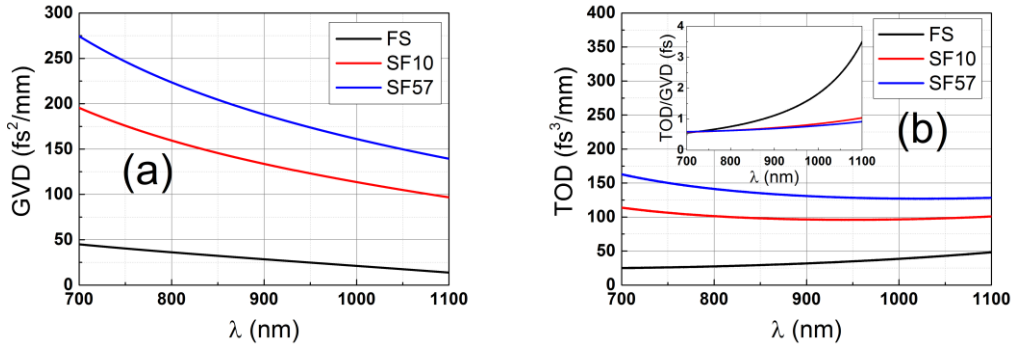 300
250
200
150
100
50
0
GVD (fs²/mm)
FS
SF10
SF57
(a)
700 800 900 1000 1100
λ (nm)
400
350
300
250
200
150
100
50
0
TOD (fs³/mm)
4
3
2
1
0
TOD/GVD (fs)
700 800 900 1000 1100
λ (nm)
FS
SF10
SF57
(b)
700 800 900 1000 1100
λ (nm)